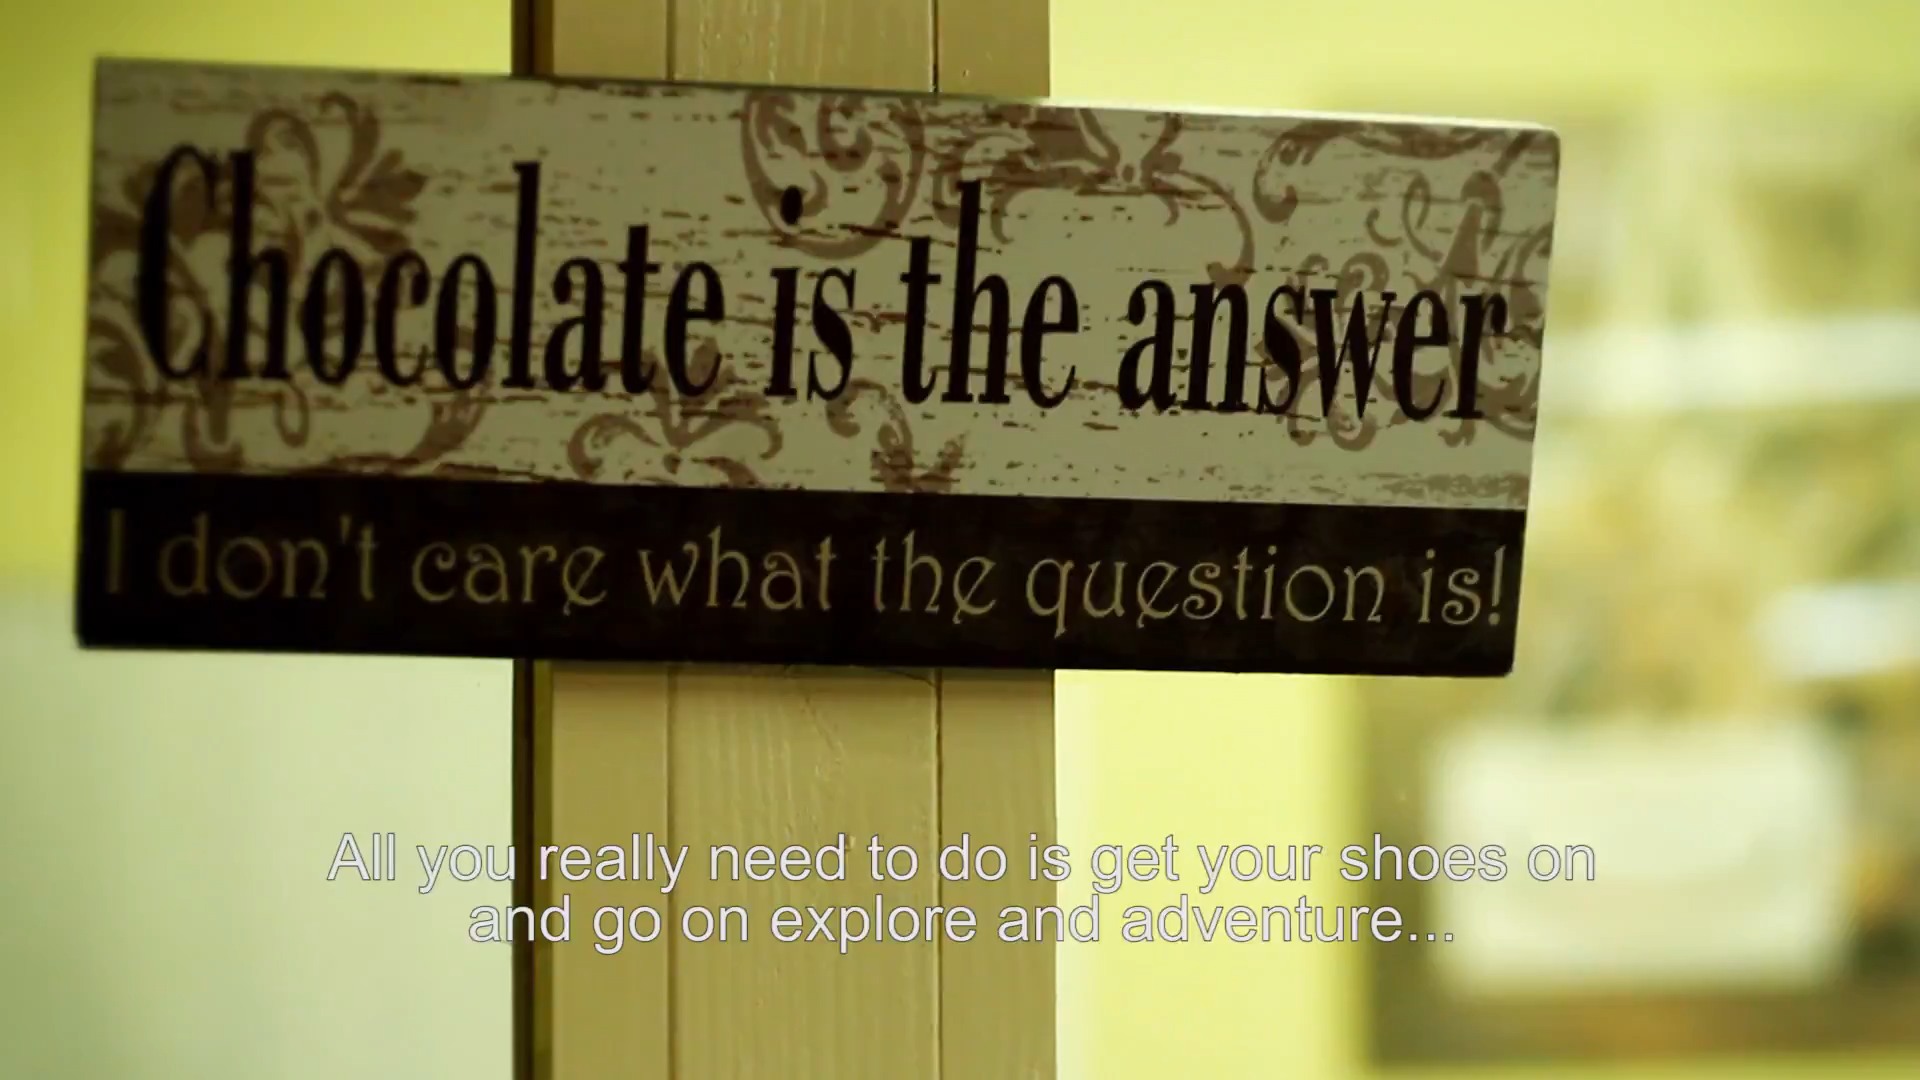 Chocolate is the answer
I don't care what the question is!
All you really need to do is get your shoes on
and go on explore and adventure...